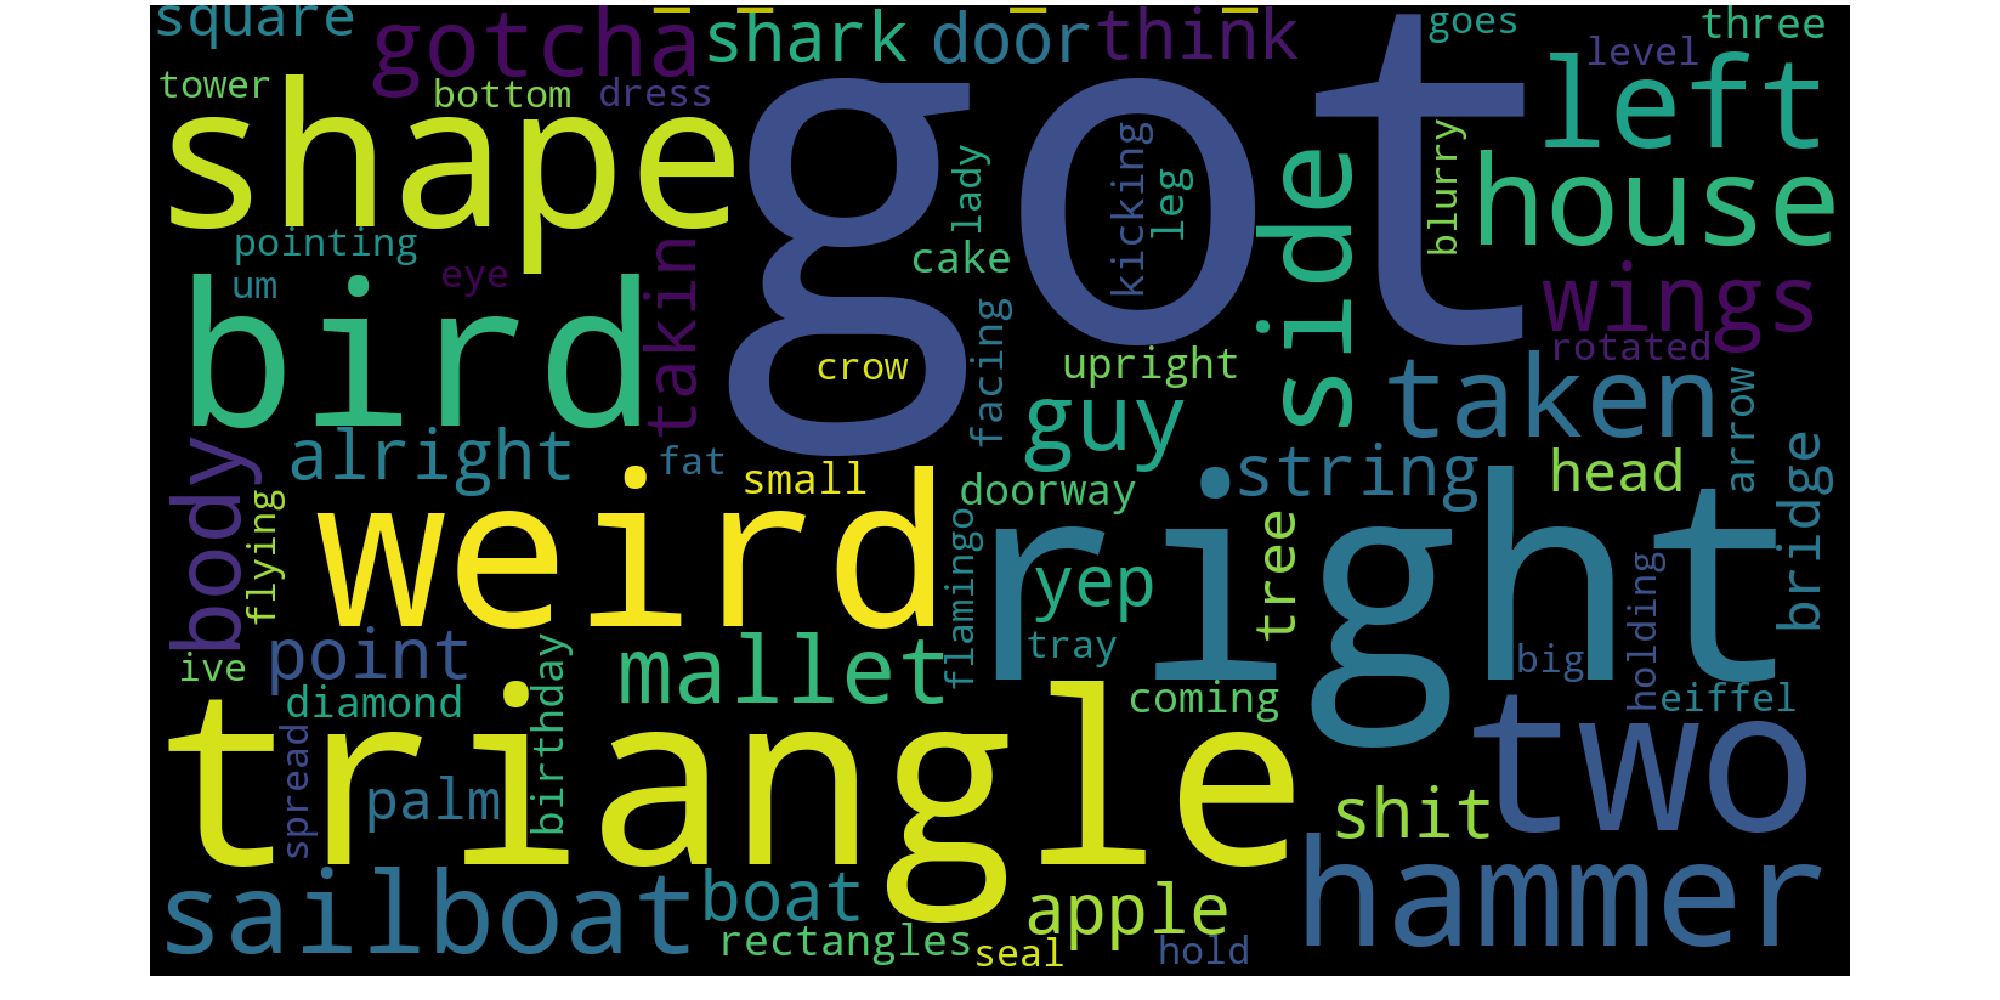 square
gotcha
shark
door
think
goes
three
level
tower
bottom
dress
shape
got
left
house
side
blurry
kicking
leg
lady
cake
pointing
um
eye
takin
bird
wings
rotated
crow
facing
upright
guy
taken
arrow
body
alright
fat
small
string
head
bridge
doorway
flying
weird
right
flamingo
yep
tree
tray
holding
big
ive
point
mallet
birthday
diamond
coming
eiffel
two
triangle
spread
palm
shit
hammer
sailboat
boat
apple
rectangles
seal
hold